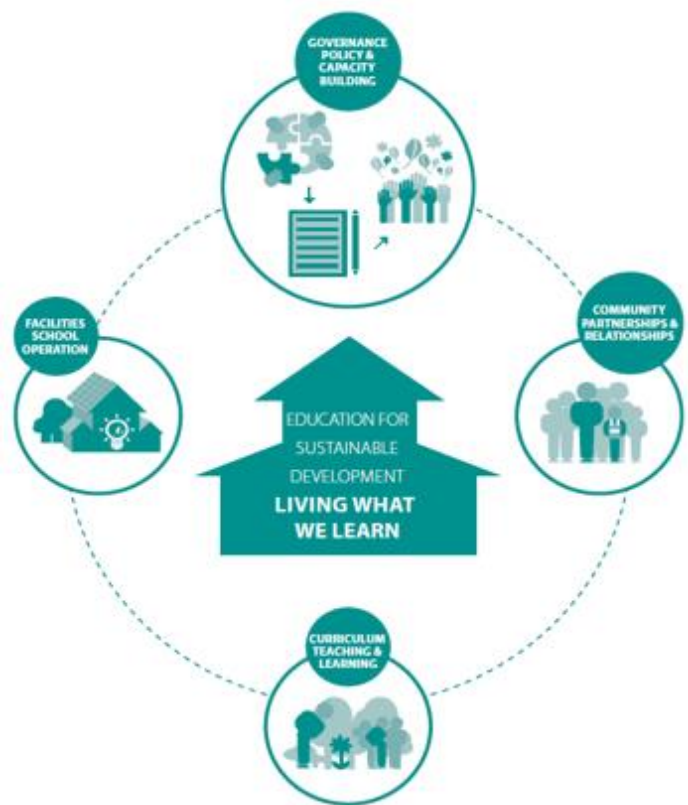 GOVERNANCE
POLICY &
CAPACITY
BUILDING
FACILITIES
SCHOOL
OPERATION
COMMUNITY
PARTNERSHIPS &
RELATIONSHIPS
EDUCATION FOR
SUSTAINABLE
DEVELOPMENT
LIVING WHAT
WE LEARN
CURRICULUM
TEACHING &
LEARNING